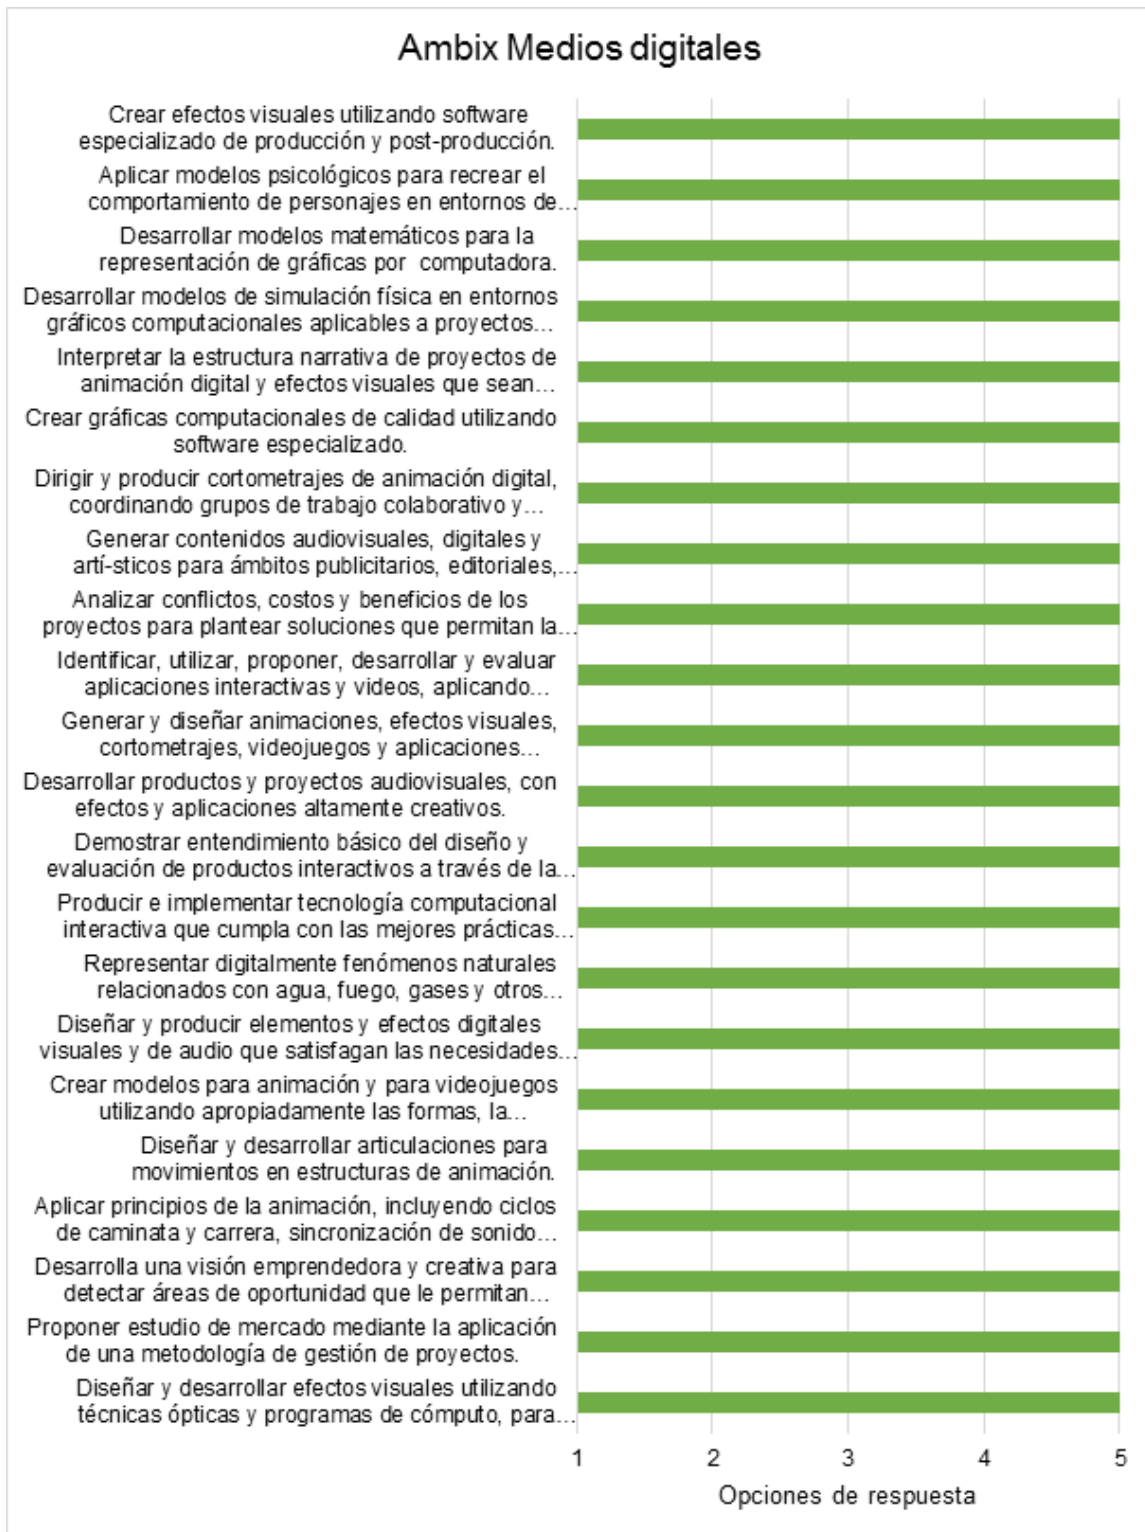 Ambix Medios digitales
Crear efectos visuales utilizando software
especializado de producción y post-producción.
Aplicar modelos psicológicos para recrear el
comportamiento de personajes en entornos de…
Desarrollar modelos matemáticos para la
representación de gráficas por computadora.
Desarrollar modelos de simulación física en entornos
gráficos computacionales aplicables a proyectos…
Interpretar la estructura narrativa de proyectos de
animación digital y efectos visuales que sean…
Crear gráficas computacionales de calidad utilizando
software especializado.
Dirigir y producir cortometrajes de animación digital,
coordinando grupos de trabajo colaborativo y…
Generar contenidos audiovisuales, digitales y
artí-sticos para ámbitos publicitarios, editoriales,…
Analizar conflictos, costos y beneficios de los
proyectos para plantear soluciones que permitan la…
Identificar, utilizar, proponer, desarrollar y evaluar
aplicaciones interactivas y videos, aplicando…
Generar y diseñar animaciones, efectos visuales,
cortometrajes, videojuegos y aplicaciones…
Desarrollar productos y proyectos audiovisuales, con
efectos y aplicaciones altamente creativos.
Demostrar entendimiento básico del diseño y
evaluación de productos interactivos a través de la…
Producir e implementar tecnología computacional
interactiva que cumpla con las mejores prácticas…
Representar digitalmente fenómenos naturales
relacionados con agua, fuego, gases y otros…
Diseñar y producir elementos y efectos digitales
visuales y de audio que satisfagan las necesidades…
Crear modelos para animación y para videojuegos
utilizando apropiadamente las formas, la…
Diseñar y desarrollar articulaciones para
movimientos en estructuras de animación.
Aplicar principios de la animación, incluyendo ciclos
de caminata y carrera, sincronización de sonido…
Desarrolla una visión emprendedora y creativa para
detectar áreas de oportunidad que le permitan…
Proponer estudio de mercado mediante la aplicación
de una metodología de gestión de proyectos.
Diseñar y desarrollar efectos visuales utilizando
técnicas ópticas y programas de cómputo, para…
1 2 3 4 5
Opciones de respuesta